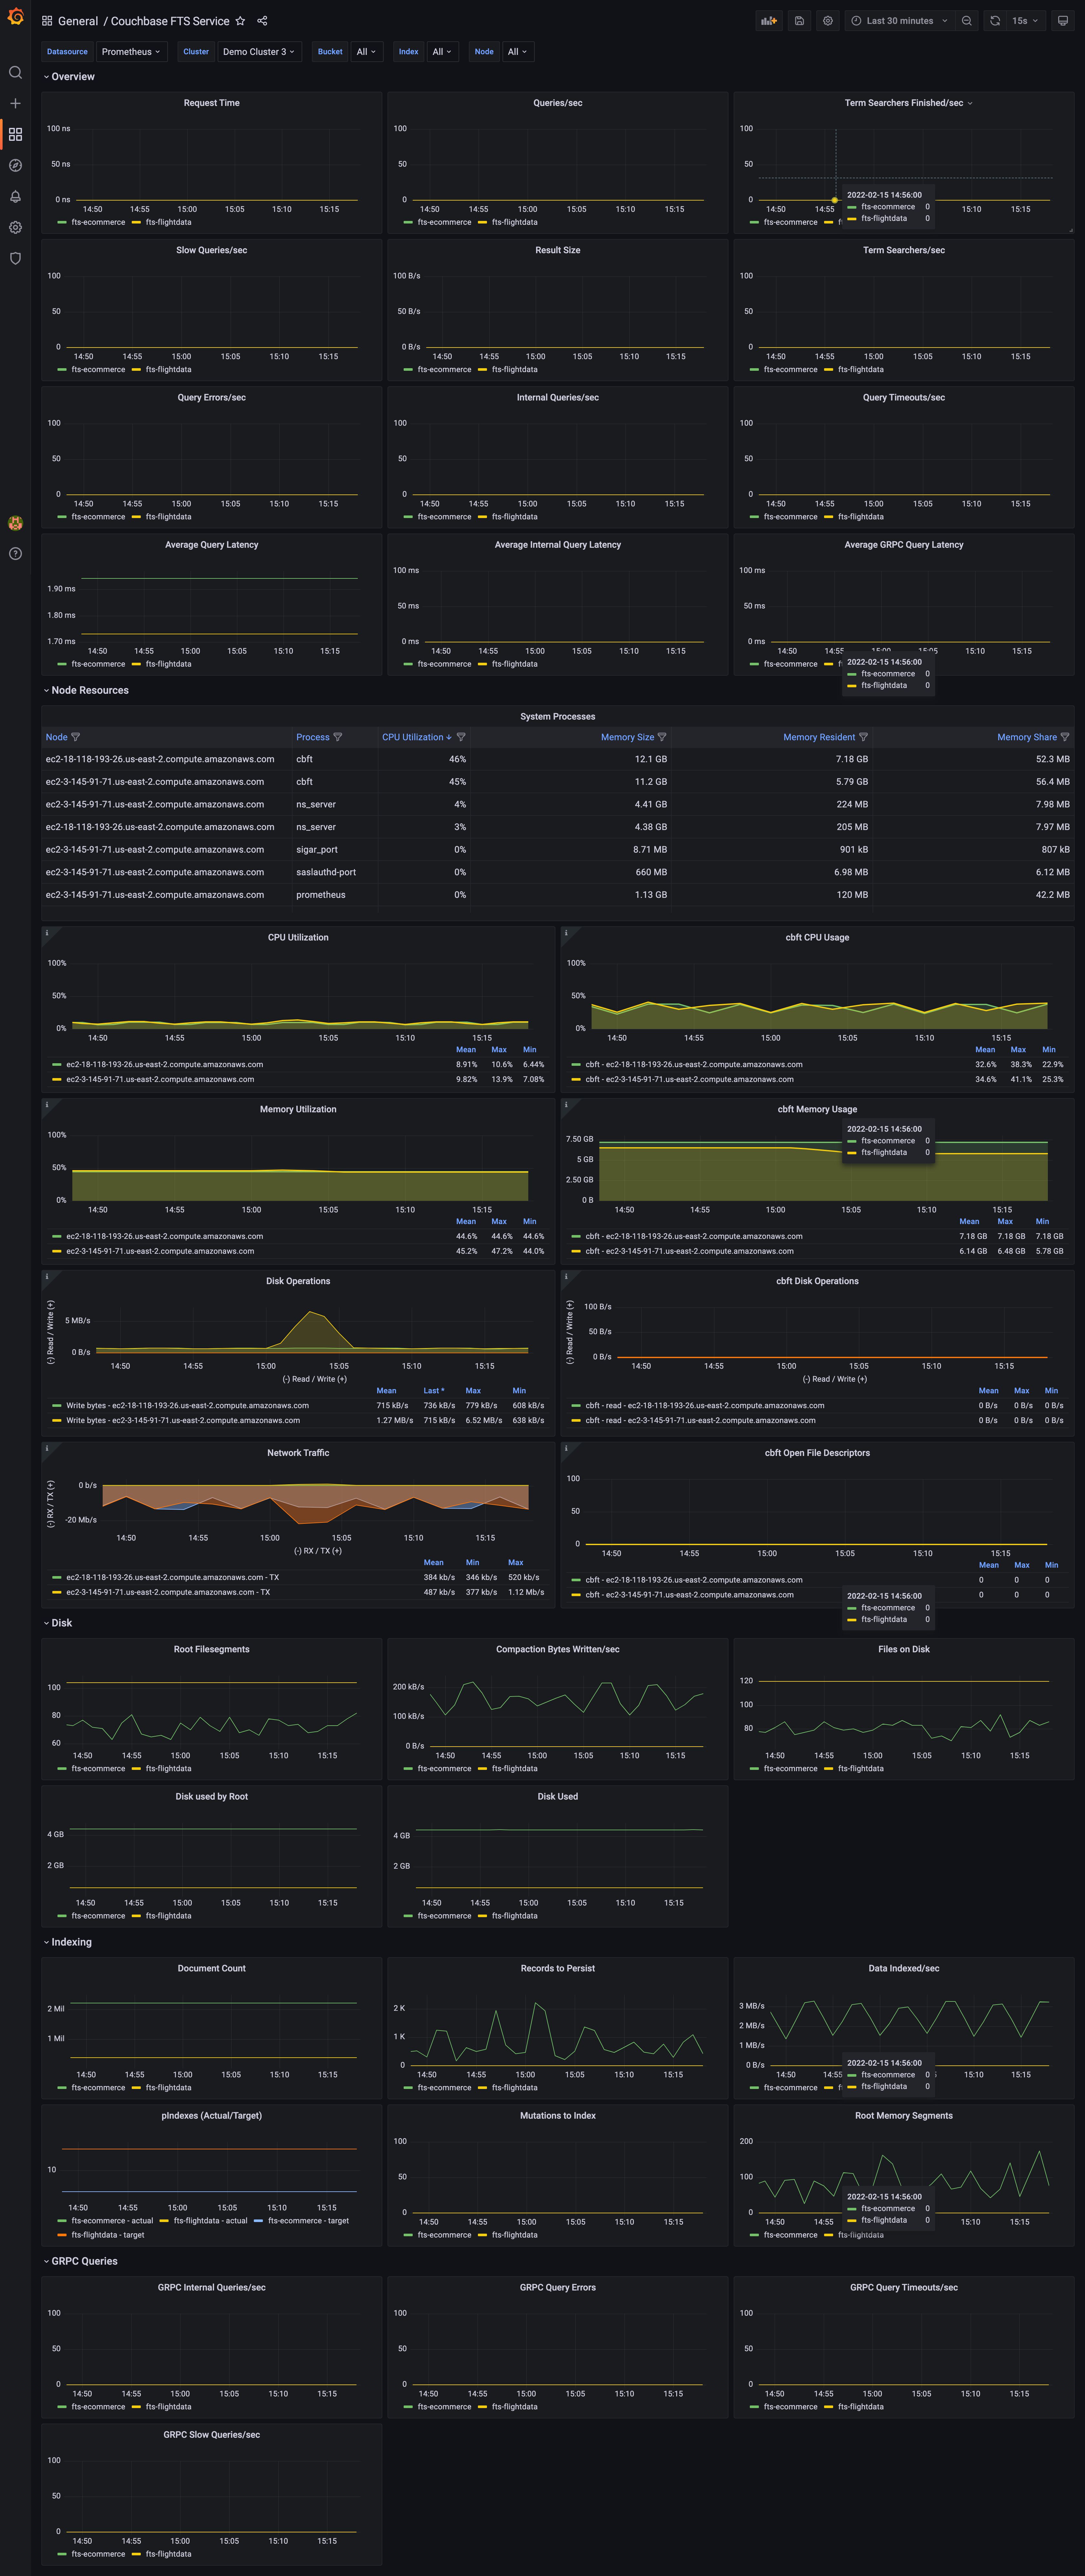 General / Couchbase FTS Service
Last 30 minutes
15s
Datasource Prometheus Cluster Demo Cluster 3 Bucket All Index All Node All
Overview
Request Time
100 ns
50 ns
0 ns
14:50 14:55 15:00 15:05 15:10 15:15
fts-ecommerce fts-flightdata
Queries/sec
100
50
0
14:50 14:55 15:00 15:05 15:10 15:15
fts-ecommerce fts-flightdata
Term Searchers Finished/sec
100
50
0
14:50 14:55 15:10 15:15
2022-02-15 14:56:00
fts-ecommerce 0
fts-flightdata 0
fts-ecommerce
Slow Queries/sec
100
50
0
14:50 14:55 15:00 15:05 15:10 15:15
fts-ecommerce fts-flightdata
Result Size
100 B/s
50 B/s
0 B/s
14:50 14:55 15:00 15:05 15:10 15:15
fts-ecommerce fts-flightdata
Term Searchers/sec
100
50
0
14:50 14:55 15:00 15:05 15:10 15:15
fts-ecommerce fts-flightdata
Query Errors/sec
100
50
0
14:50 14:55 15:00 15:05 15:10 15:15
fts-ecommerce fts-flightdata
Internal Queries/sec
100
50
0
14:50 14:55 15:00 15:05 15:10 15:15
fts-ecommerce fts-flightdata
Query Timeouts/sec
100
50
0
14:50 14:55 15:00 15:05 15:10 15:15
fts-ecommerce fts-flightdata
Average Query Latency
1.90 ms
1.80 ms
1.70 ms
14:50 14:55 15:00 15:05 15:10 15:15
fts-ecommerce fts-flightdata
Average Internal Query Latency
100 ms
50 ms
0 ms
14:50 14:55 15:00 15:05 15:10 15:15
fts-ecommerce fts-flightdata
Average GRPC Query Latency
100 ms
50 ms
0 ms
14:50 14:55 15:00 15:05 15:10 15:15
2022-02-15 14:56:00
fts-ecommerce 0
fts-flightdata 0
fts-ecommerce
Node Resources
System Processes
Node Process CPU Utilization Memory Size Memory Resident Memory Share
ec2-18-118-193-26.us-east-2.compute.amazonaws.com cbft 46% 12.1 GB 7.18 GB 52.3 MB
ec2-3-145-91-71.us-east-2.compute.amazonaws.com cbft 45% 11.2 GB 5.79 GB 56.4 MB
ec2-3-145-91-71.us-east-2.compute.amazonaws.com ns_server 4% 4.41 GB 224 MB 7.98 MB
ec2-18-118-193-26.us-east-2.compute.amazonaws.com ns_server 3% 4.38 GB 205 MB 7.97 MB
ec2-3-145-91-71.us-east-2.compute.amazonaws.com sigar_port 0% 8.71 MB 901 kB 807 kB
ec2-3-145-91-71.us-east-2.compute.amazonaws.com saslauthd-port 0% 660 MB 6.98 MB 6.12 MB
ec2-3-145-91-71.us-east-2.compute.amazonaws.com prometheus 0% 1.13 GB 120 MB 42.2 MB
CPU Utilization
100%
50%
0%
14:50 14:55 15:00 15:05 15:10 15:15
Mean Max Min
ec2-18-118-193-26.us-east-2.compute.amazonaws.com 8.91% 10.6% 6.44%
ec2-3-145-91-71.us-east-2.compute.amazonaws.com 9.82% 13.9% 7.08%
cbft CPU Usage
100%
50%
0%
14:50 14:55 15:00 15:05 15:10 15:15
Mean Max Min
cbft - ec2-18-118-193-26.us-east-2.compute.amazonaws.com 32.6% 38.3% 22.9%
cbft - ec2-3-145-91-71.us-east-2.compute.amazonaws.com 34.6% 41.1% 25.3%
Memory Utilization
100%
50%
0%
14:50 14:55 15:00 15:05 15:10 15:15
Mean Max Min
ec2-18-118-193-26.us-east-2.compute.amazonaws.com 44.6% 44.6% 44.6%
ec2-3-145-91-71.us-east-2.compute.amazonaws.com 45.2% 47.2% 44.0%
cbft Memory Usage
2022-02-15 14:56:00
fts-ecommerce 0
fts-flightdata 0
7.50 GB
5 GB
2.50 GB
0 B
14:50 14:55 15:00 15:05 15:10 15:15
Mean Max Min
cbft - ec2-18-118-193-26.us-east-2.compute.amazonaws.com 7.18 GB 7.18 GB 7.18 GB
cbft - ec2-3-145-91-71.us-east-2.compute.amazonaws.com 6.14 GB 6.48 GB 5.78 GB
Disk Operations
(-) Read / Write (+)
5 MB/s
0 B/s
14:50 14:55 15:00 15:05 15:10 15:15
(-) Read / Write (+)
Mean Last * Max Min
Write bytes - ec2-18-118-193-26.us-east-2.compute.amazonaws.com 715 kB/s 736 kB/s 779 kB/s 608 kB/s
Write bytes - ec2-3-145-91-71.us-east-2.compute.amazonaws.com 1.27 MB/s 715 kB/s 6.52 MB/s 638 kB/s
cbft Disk Operations
(-) Read / Write (+)
100 B/s
50 B/s
0 B/s
14:50 14:55 15:00 15:05 15:10 15:15
(-) Read / Write (+)
Mean Max Min
cbft - read - ec2-18-118-193-26.us-east-2.compute.amazonaws.com 0 B/s 0 B/s 0 B/s
cbft - read - ec2-3-145-91-71.us-east-2.compute.amazonaws.com 0 B/s 0 B/s 0 B/s
Network Traffic
(-) RX / TX (+)
0 b/s
-20 Mb/s
14:50 14:55 15:00 15:05 15:10 15:15
(-) RX / TX (+)
Mean Min Max
ec2-18-118-193-26.us-east-2.compute.amazonaws.com - TX 384 kb/s 346 kb/s 520 kb/s
ec2-3-145-91-71.us-east-2.compute.amazonaws.com - TX 487 kb/s 377 kb/s 1.12 Mb/s
cbft Open File Descriptors
100
50
0
14:50 14:55 15:00 15:05 15:10 15:15
Mean Max Min
cbft - ec2-18-118-193-26.us-east-2.compute.amazonaws.com 0 0 0
cbft - ec2-3-145-91-71.us-east-2.compute.amazonaws.com 0 0 0
2022-02-15 14:56:00
fts-ecommerce 0
fts-flightdata 0
Disk
Root Filesegments
100
80
60
14:50 14:55 15:00 15:05 15:10 15:15
fts-ecommerce fts-flightdata
Compaction Bytes Written/sec
200 kB/s
100 kB/s
0 B/s
14:50 14:55 15:00 15:05 15:10 15:15
fts-ecommerce fts-flightdata
Files on Disk
120
100
80
14:50 14:55 15:00 15:05 15:10 15:15
fts-ecommerce fts-flightdata
Disk used by Root
4 GB
2 GB
14:50 14:55 15:00 15:05 15:10 15:15
fts-ecommerce fts-flightdata
Disk Used
4 GB
2 GB
14:50 14:55 15:00 15:05 15:10 15:15
fts-ecommerce fts-flightdata
Indexing
Document Count
2 Mil
1 Mil
14:50 14:55 15:00 15:05 15:10 15:15
fts-ecommerce fts-flightdata
Records to Persist
2 K
1 K
0
14:50 14:55 15:00 15:05 15:10 15:15
fts-ecommerce fts-flightdata
Data Indexed/sec
3 MB/s
2 MB/s
1 MB/s
0 B/s
14:50 14:55 15:10 15:15
2022-02-15 14:56:00
fts-ecommerce 0
fts-flightdata 0
fts-ecommerce
pIndexes (Actual/Target)
10
14:50 14:55 15:00 15:05 15:10 15:15
fts-ecommerce - actual fts-flightdata - actual fts-ecommerce - target
fts-flightdata - target
Mutations to Index
100
50
0
14:50 14:55 15:00 15:05 15:10 15:15
fts-ecommerce fts-flightdata
Root Memory Segments
200
100
0
14:50 14:55 15:10 15:15
2022-02-15 14:56:00
fts-ecommerce 0
fts-flightdata 0
fts-ecommerce fts-flightdata
GRPC Queries
GRPC Internal Queries/sec
100
50
0
14:50 14:55 15:00 15:05 15:10 15:15
fts-ecommerce fts-flightdata
GRPC Query Errors
100
50
0
14:50 14:55 15:00 15:05 15:10 15:15
fts-ecommerce fts-flightdata
GRPC Query Timeouts/sec
100
50
0
14:50 14:55 15:00 15:05 15:10 15:15
fts-ecommerce fts-flightdata
GRPC Slow Queries/sec
100
50
0
14:50 14:55 15:00 15:05 15:10 15:15
fts-ecommerce fts-flightdata